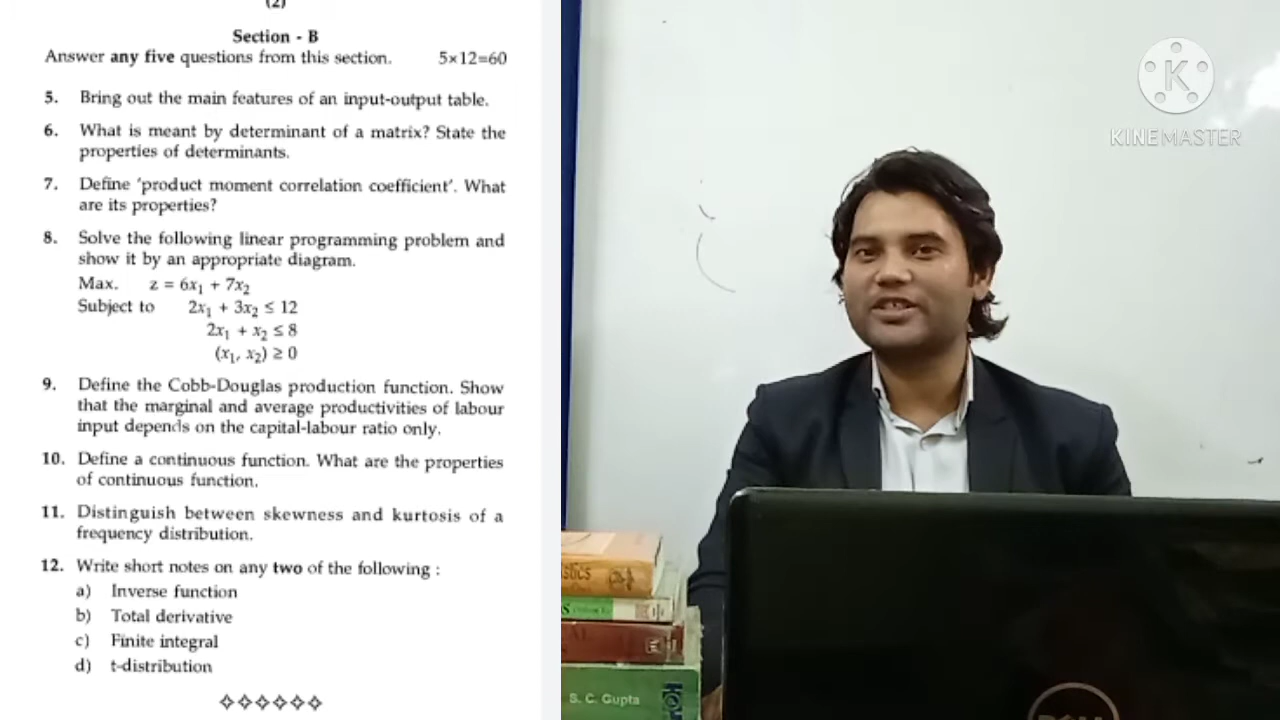 (2)
Section - B
Answer any five questions from this section. 5×12=60
5. Bring out the main features of an input-output table.
6. What is meant by determinant of a matrix? State the
properties of determinants.
7. Define 'product moment correlation coefficient'. What
are its properties?
8. Solve the following linear programming problem and
show it by an appropriate diagram.
Max. z = 6x₁ + 7x₂
Subject to 2x₁ + 3x₂ ≤ 12
2x₁ + x₂ ≤ 8
(x₁, x₂) ≥ 0
9. Define the Cobb-Douglas production function. Show
that the marginal and average productivities of labour
input depends on the capital-labour ratio only.
10. Define a continuous function. What are the properties
of continuous function.
11. Distinguish between skewness and kurtosis of a
frequency distribution.
12. Write short notes on any two of the following :
a) Inverse function
b) Total derivative
c) Finite integral
d) t-distribution
K
KINEMASTER
S. C. Gupta